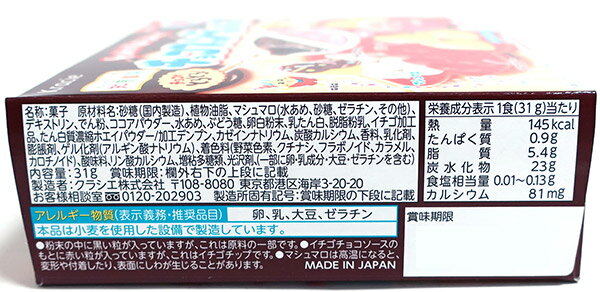 名称:菓子 原材料名:砂糖(国内製造)、植物油脂、マシュマロ(水あめ、砂糖、ゼラチン、その他)、
デキストリン、でん粉、ココアパウダー、水あめ、ぶどう糖、卵白粉末、乳たん白、脱脂粉乳、イチゴ加工
品、たん白質濃縮ホエイパウダー/加工デンプン、カゼインナトリウム、炭酸カルシウム、香料、乳化剤、
膨脹剤、ゲル化剤(アルギン酸ナトリウム)、着色料(野菜色素、クチナシ、フラボノイド、カラメル、
カロチノイド)、酸味料、リン酸カルシウム、増粘多糖類、光沢剤、(一部に卵・乳成分・大豆・ゼラチンを含む)
内容量:31g 賞味期限:欄外右下の上段に記載
製造者:クラシエ株式会社 〒108-8080 東京都港区海岸3-20-20
お客様相談室 0120-202903 製造所固有記号:賞味期限の下段に記載
アレルギー物質(表示義務・推奨品目) 卵、乳、大豆、ゼラチン
本品は小麦を使用した設備で製造しています。
●粉末の中に黒い粒が入っていますが、これは原料の一部です。 ●イチゴチョコソース
のもとに赤い粒が入っていますが、これはイチゴチップです。 ●マシュマロは高温になると、
変形や付着したり、表面にしわが生じることがあります。 MADE IN JAPAN
栄養成分表示 1食(31g)当たり
熱量 145kcal
たんぱく質 0.9g
脂質 5.4g
炭水化物 23g
食塩相当量 0.01~0.13g
カルシウム 81mg
賞味期限